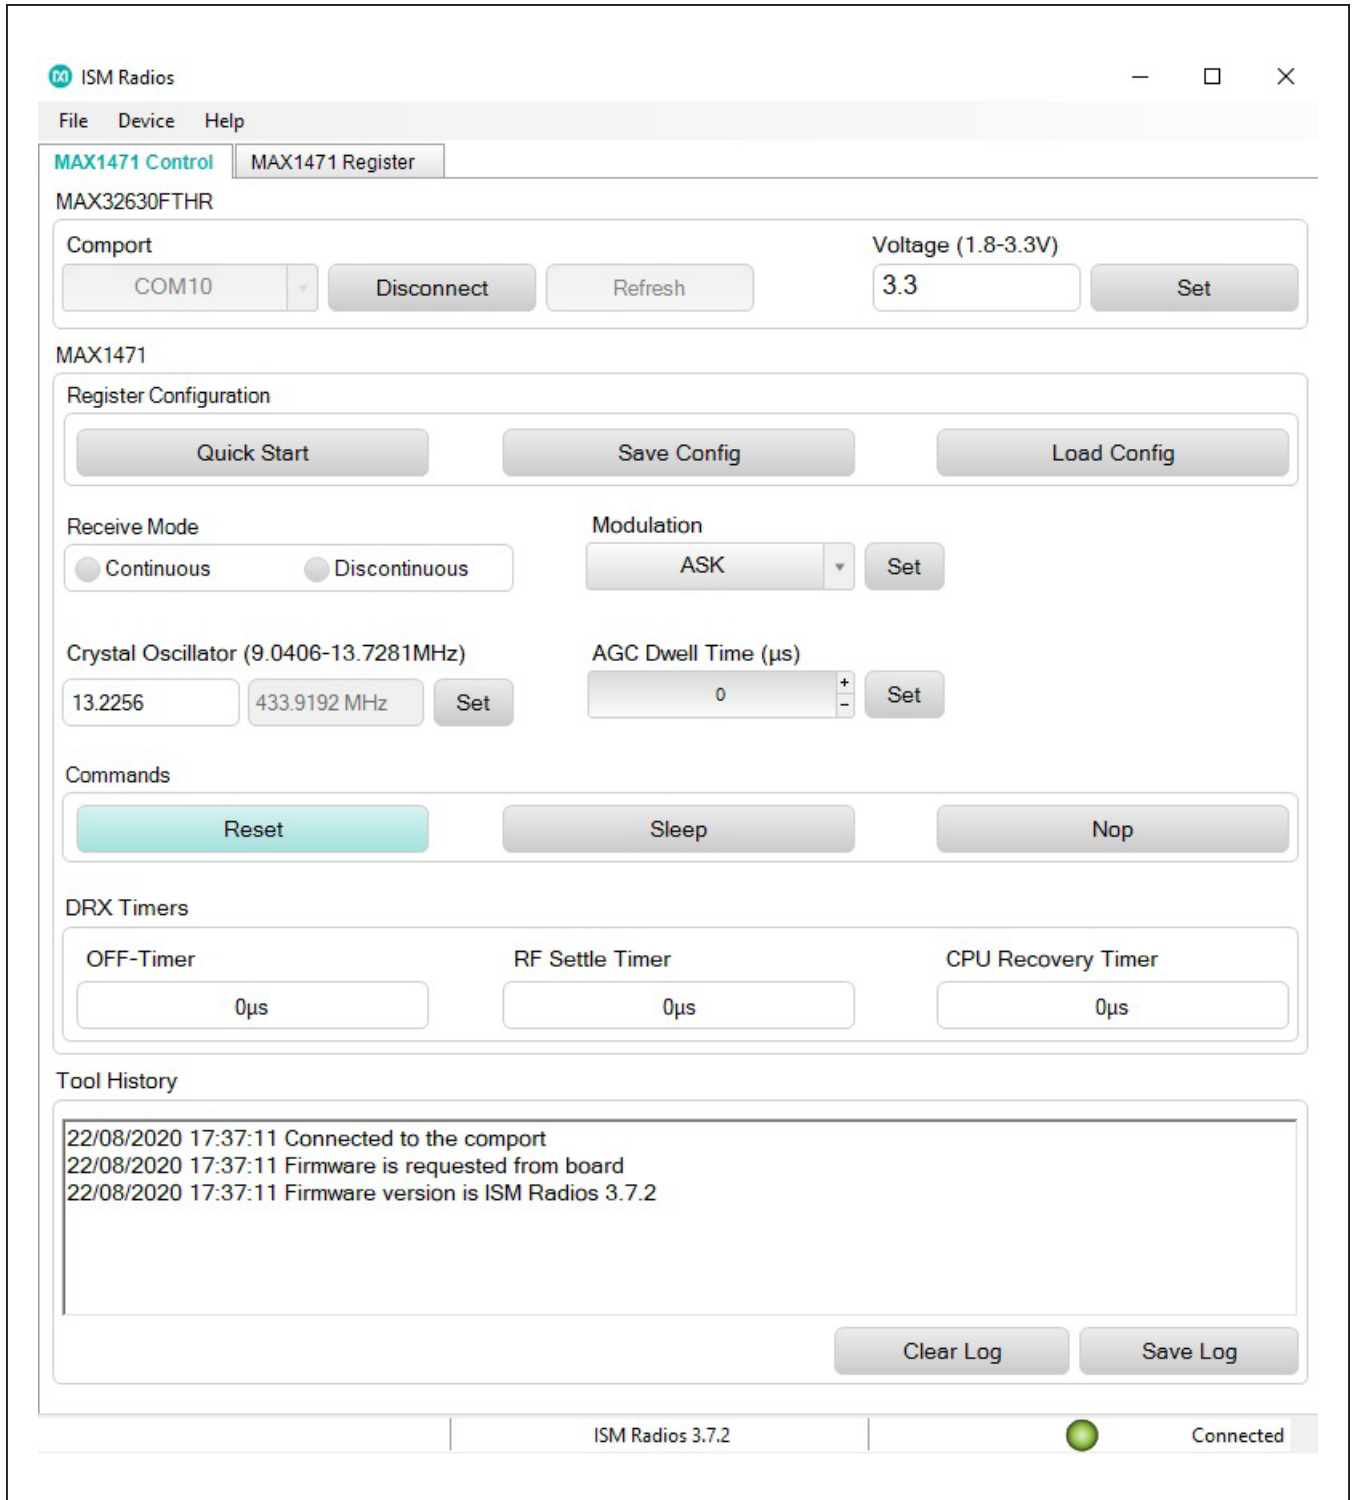 ISM Radios
File Device Help
MAX1471 Control MAX1471 Register
MAX32630FTHR
Comport Voltage (1.8-3.3V)
COM10 Disconnect Refresh 3.3 Set
MAX1471
Register Configuration
Quick Start Save Config Load Config
Receive Mode Modulation
Continuous Discontinuous ASK Set
Crystal Oscillator (9.0406-13.7281MHz) AGC Dwell Time (µs)
13.2256 433.9192 MHz Set 0 + - Set
Commands
Reset Sleep Nop
DRX Timers
OFF-Timer RF Settle Timer CPU Recovery Timer
0µs 0µs 0µs
Tool History
22/08/2020 17:37:11 Connected to the comport
22/08/2020 17:37:11 Firmware is requested from board
22/08/2020 17:37:11 Firmware version is ISM Radios 3.7.2
Clear Log Save Log
ISM Radios 3.7.2 Connected